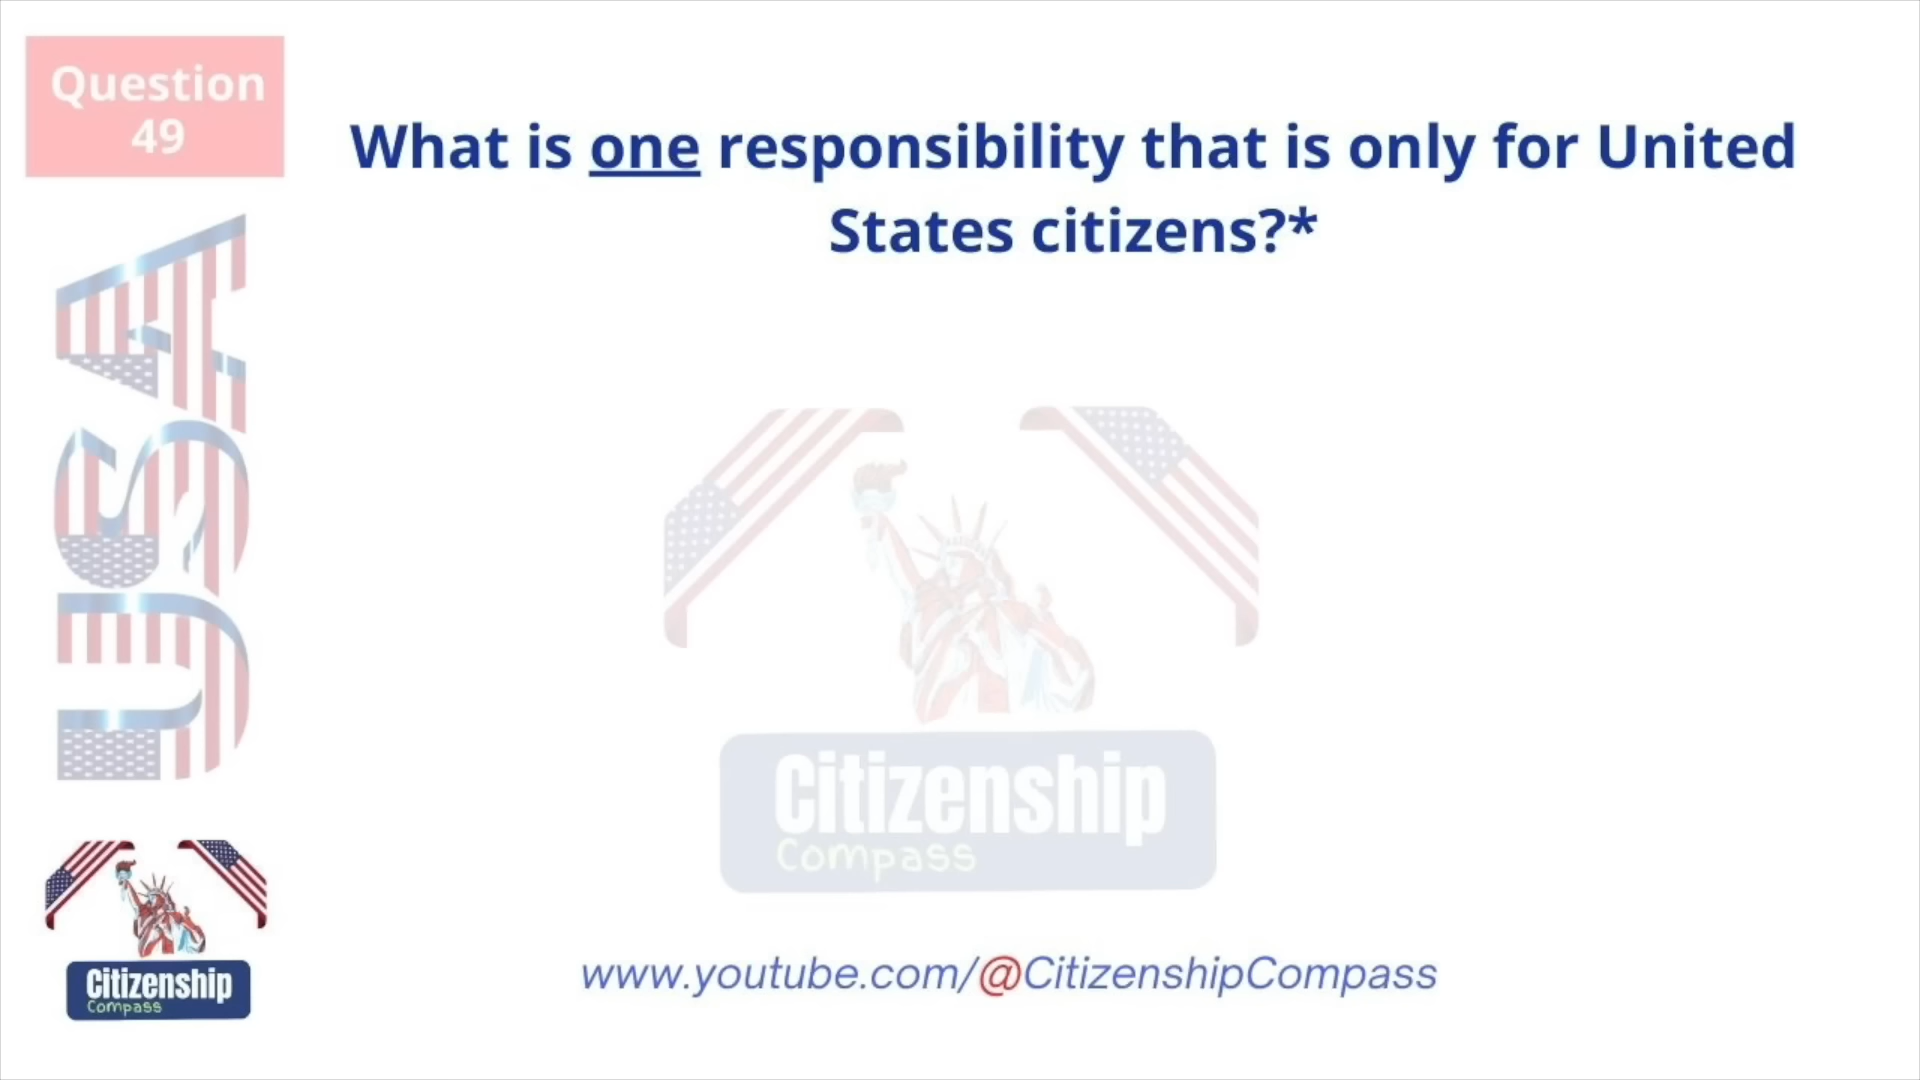 Question
49
What is one responsibility that is only for United
States citizens?*
USA
Citizenship
Compass
Citizenship
Compass
www.youtube.com/@CitizenshipCompass